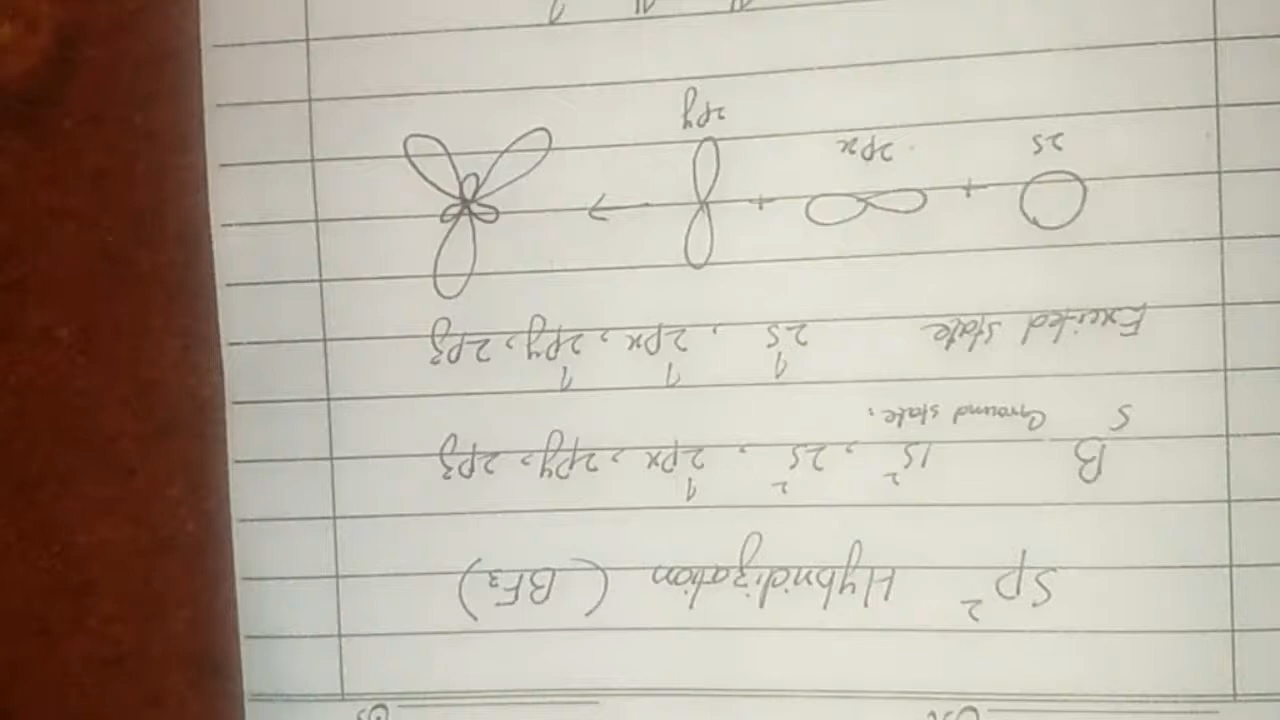 Sp² Hybridization (BF₃)
B 1S², 2S², 2px¹, 2py, 2pz
5 Ground state:
Excited state 2S¹, 2px¹, 2py¹, 2pz
2S + 2px + 2py →